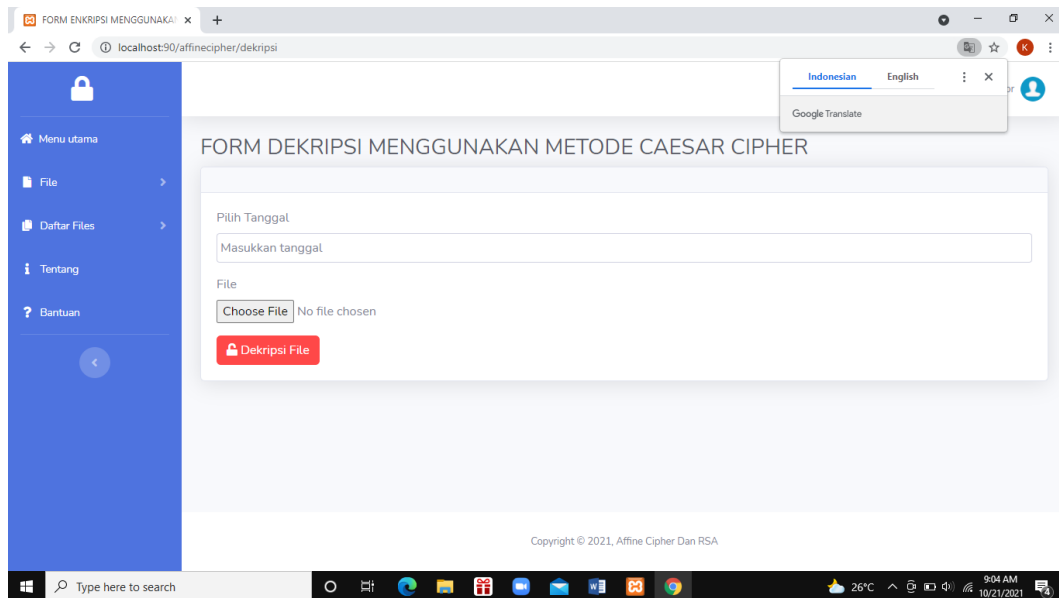 FORM ENKRIPSI MENGGUNAKA
localhost:90/affinecipher/dekripsi
K
Indonesian English
Google Translate
Menu utama
File
Daftar Files
Tentang
Bantuan
FORM DEKRIPSI MENGGUNAKAN METODE CAESAR CIPHER
Pilih Tanggal
Masukkan tanggal
File
Choose File No file chosen
Dekripsi File
Copyright © 2021, Affine Cipher Dan RSA
Type here to search
26°C
9:04 AM
10/21/2021
4